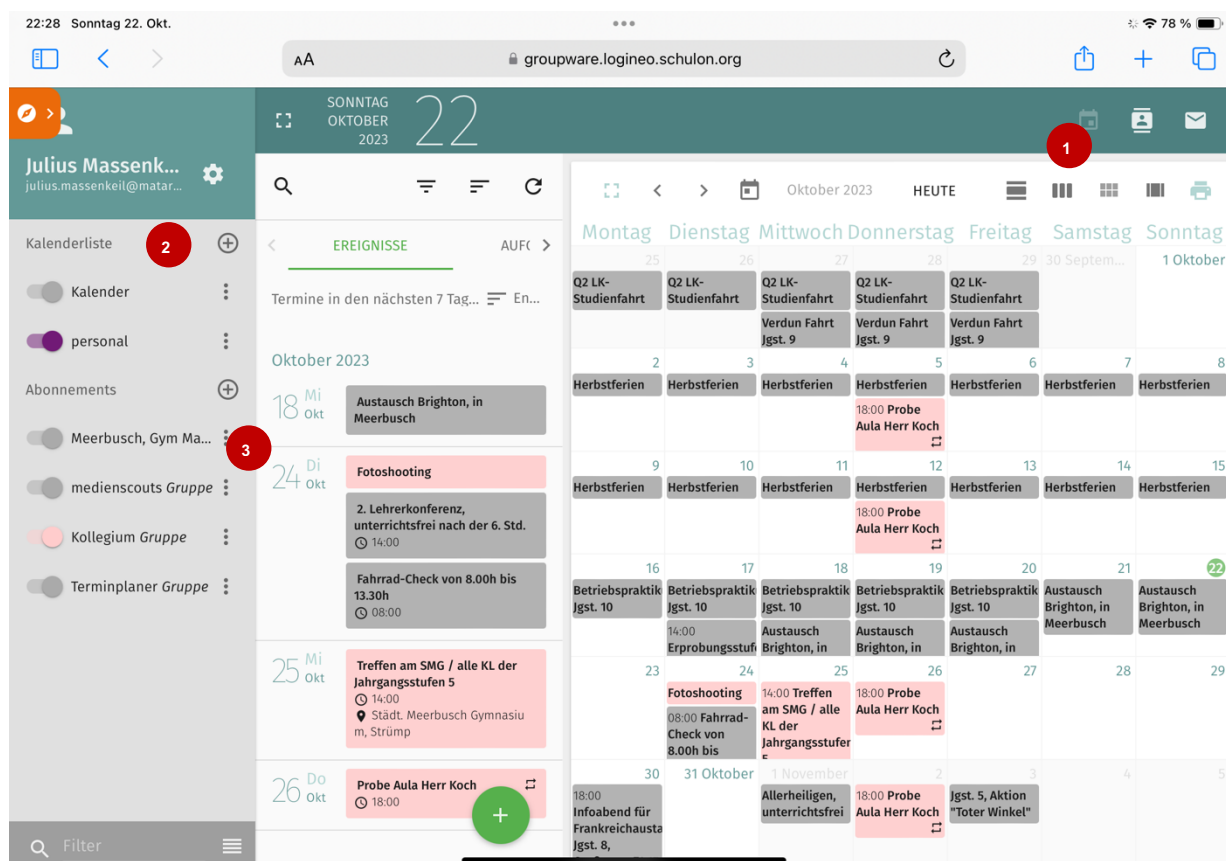 22:28 Sonntag 22. Okt.
78 %
AA
groupware.logineo.schulon.org
Julius Massenk...
julius.massenkeil@matar...
SONNTAG
OKTOBER
2023
22
1
Kalenderliste
2
Kalender
personal
Abonnements
Meerbusch, Gym Ma...
3
medienscouts Gruppe
Kollegium Gruppe
Terminplaner Gruppe
Filter
EREIGNISSE
Termine in den nächsten 7 Tag...
En...
Oktober 2023
18 Mi Okt
Austausch Brighton, in
Meerbusch
24 Di Okt
Fotoshooting
2. Lehrerkonferenz,
unterrichtsfrei nach der 6. Std.
14:00
Fahrrad-Check von 8.00h bis
13.30h
08:00
25 Mi Okt
Treffen am SMG / alle KL der
Jahrgangsstufen 5
14:00
Städt. Meerbusch Gymnasiu
m, Strümp
26 Do Okt
Probe Aula Herr Koch
18:00
+
Oktober 2023
HEUTE
Montag Dienstag Mittwoch Donnerstag Freitag Samstag Sonntag
25 26 27 28 29 30 Septem... 1 Oktober
Q2 LK-
Studienfahrt
Q2 LK-
Studienfahrt
Q2 LK-
Studienfahrt
Verdun Fahrt
Jgst. 9
Q2 LK-
Studienfahrt
Verdun Fahrt
Jgst. 9
Q2 LK-
Studienfahrt
Verdun Fahrt
Jgst. 9
2 3 4 5 6 7 8
Herbstferien Herbstferien Herbstferien Herbstferien Herbstferien Herbstferien Herbstferien
18:00 Probe
Aula Herr Koch
9 10 11 12 13 14 15
Herbstferien Herbstferien Herbstferien Herbstferien Herbstferien Herbstferien Herbstferien
18:00 Probe
Aula Herr Koch
16 17 18 19 20 21 22
Betriebspraktik
Jgst. 10
Betriebspraktik
Jgst. 10
14:00
Erprobungsstuf
Betriebspraktik
Jgst. 10
Austausch
Brighton, in
Betriebspraktik
Jgst. 10
Austausch
Brighton, in
Betriebspraktik
Jgst. 10
Austausch
Brighton, in
Austausch
Brighton, in
Meerbusch
Austausch
Brighton, in
Meerbusch
23 24 25 26 27 28 29
Fotoshooting
08:00 Fahrrad-
Check von
8.00h bis
14:00 Treffen
am SMG / alle
KL der
Jahrgangsstufen
18:00 Probe
Aula Herr Koch
30 31 Oktober 1 November 2 3 4 5
18:00
Infoabend für
Frankreichausta
Jgst. 8,
Allerheiligen,
unterrichtsfrei
18:00 Probe
Aula Herr Koch
Jgst. 5, Aktion
"Toter Winkel"